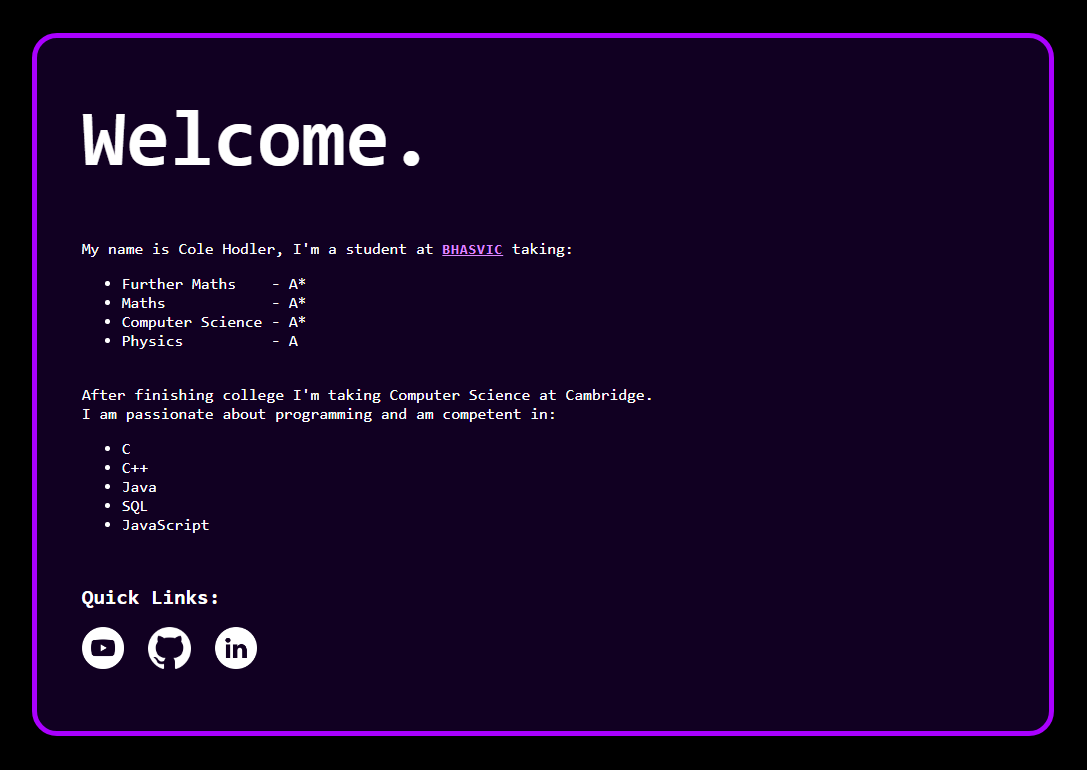 Welcome.
My name is Cole Hodler, I'm a student at BHASVIC taking:
• Further Maths    - A*
• Maths            - A*
• Computer Science - A*
• Physics          - A
After finishing college I'm taking Computer Science at Cambridge.
I am passionate about programming and am competent in:
• C
• C++
• Java
• SQL
• JavaScript
Quick Links:
in